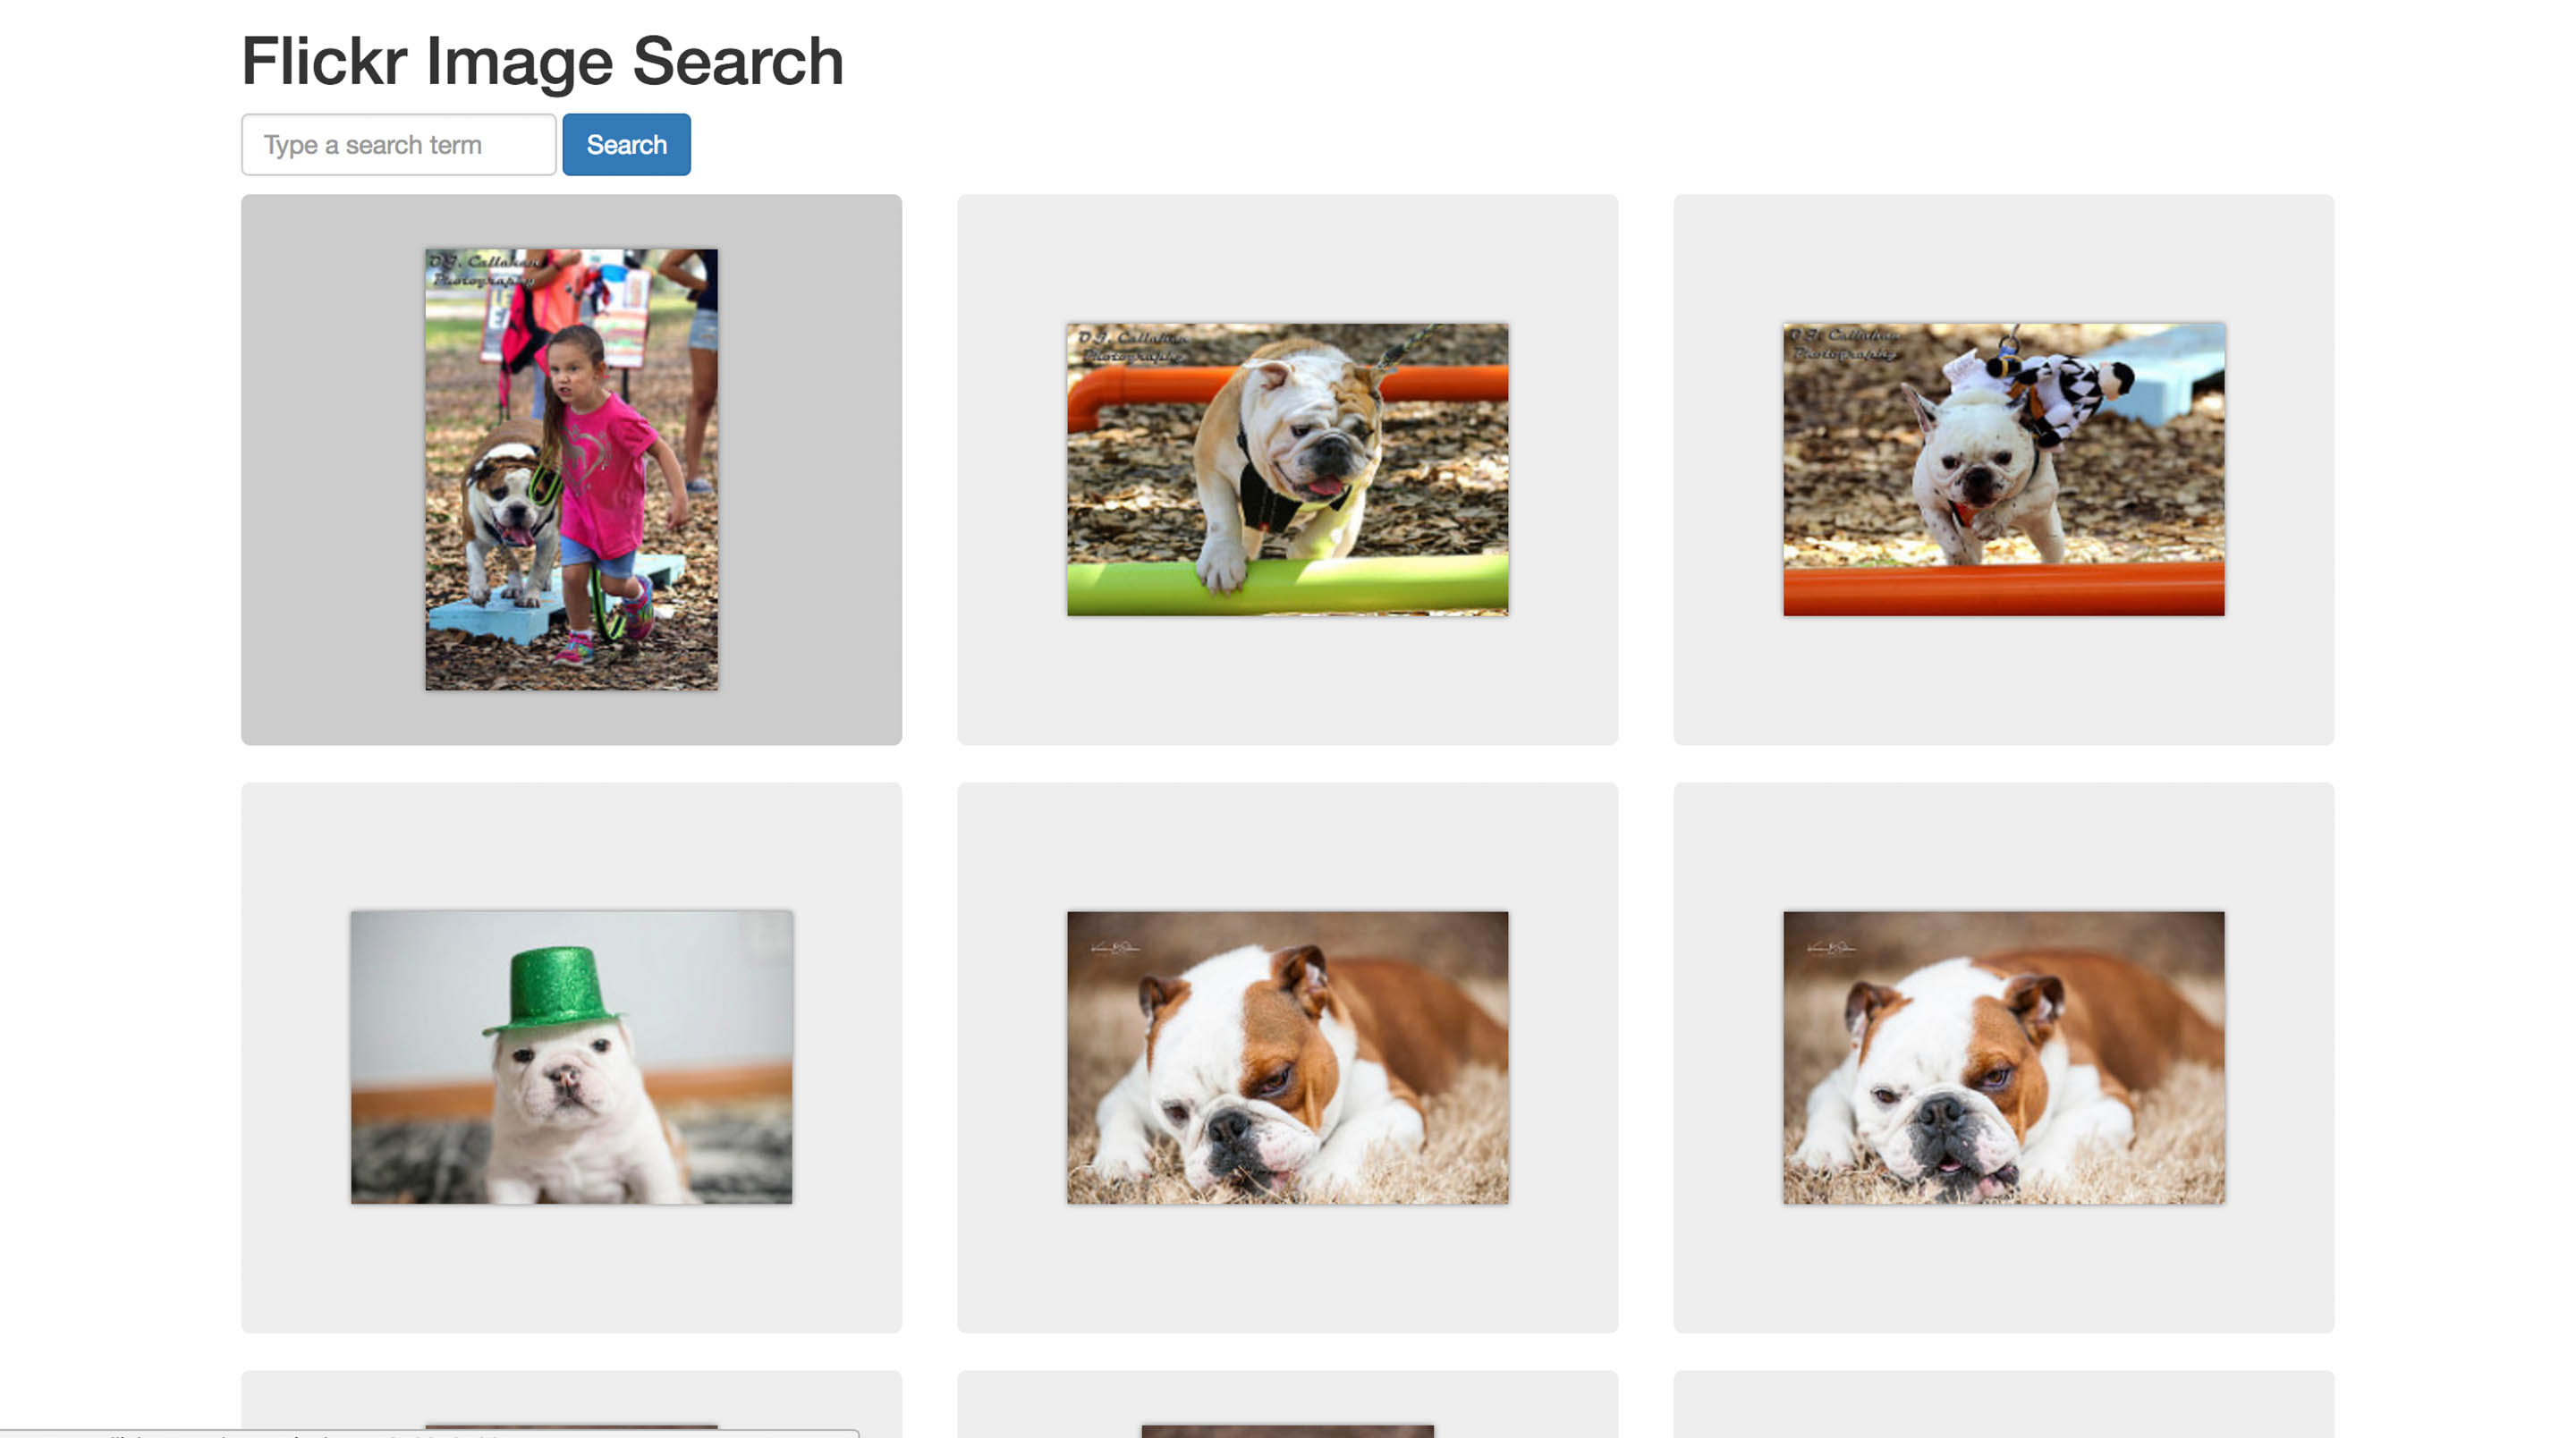 Flickr Image Search
Type a search term
Search
D.J. Callahan
Photography
D.J. Callahan
Photography
D.J. Callahan
Photography